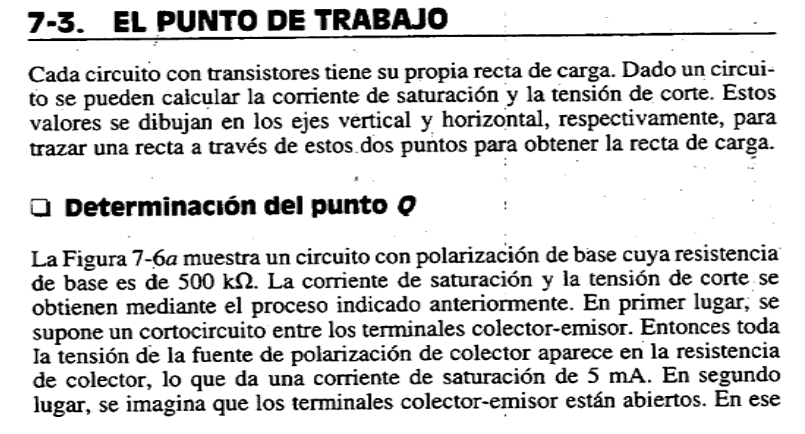 7-3. EL PUNTO DE TRABAJO
Cada circuito con transistores tiene su propia recta de carga. Dado un circui-
to se pueden calcular la corriente de saturación y la tensión de corte. Estos
valores se dibujan en los ejes vertical y horizontal, respectivamente, para
trazar una recta a través de estos dos puntos para obtener la recta de carga.
❑ Determinación del punto Q
La Figura 7-6a muestra un circuito con polarización de base cuya resistencia
de base es de 500 kΩ. La corriente de saturación y la tensión de corte se
obtienen mediante el proceso indicado anteriormente. En primer lugar, se
supone un cortocircuito entre los terminales colector-emisor. Entonces toda
la tensión de la fuente de polarización de colector aparece en la resistencia
de colector, lo que da una corriente de saturación de 5 mA. En segundo
lugar, se imagina que los terminales colector-emisor están abiertos. En ese